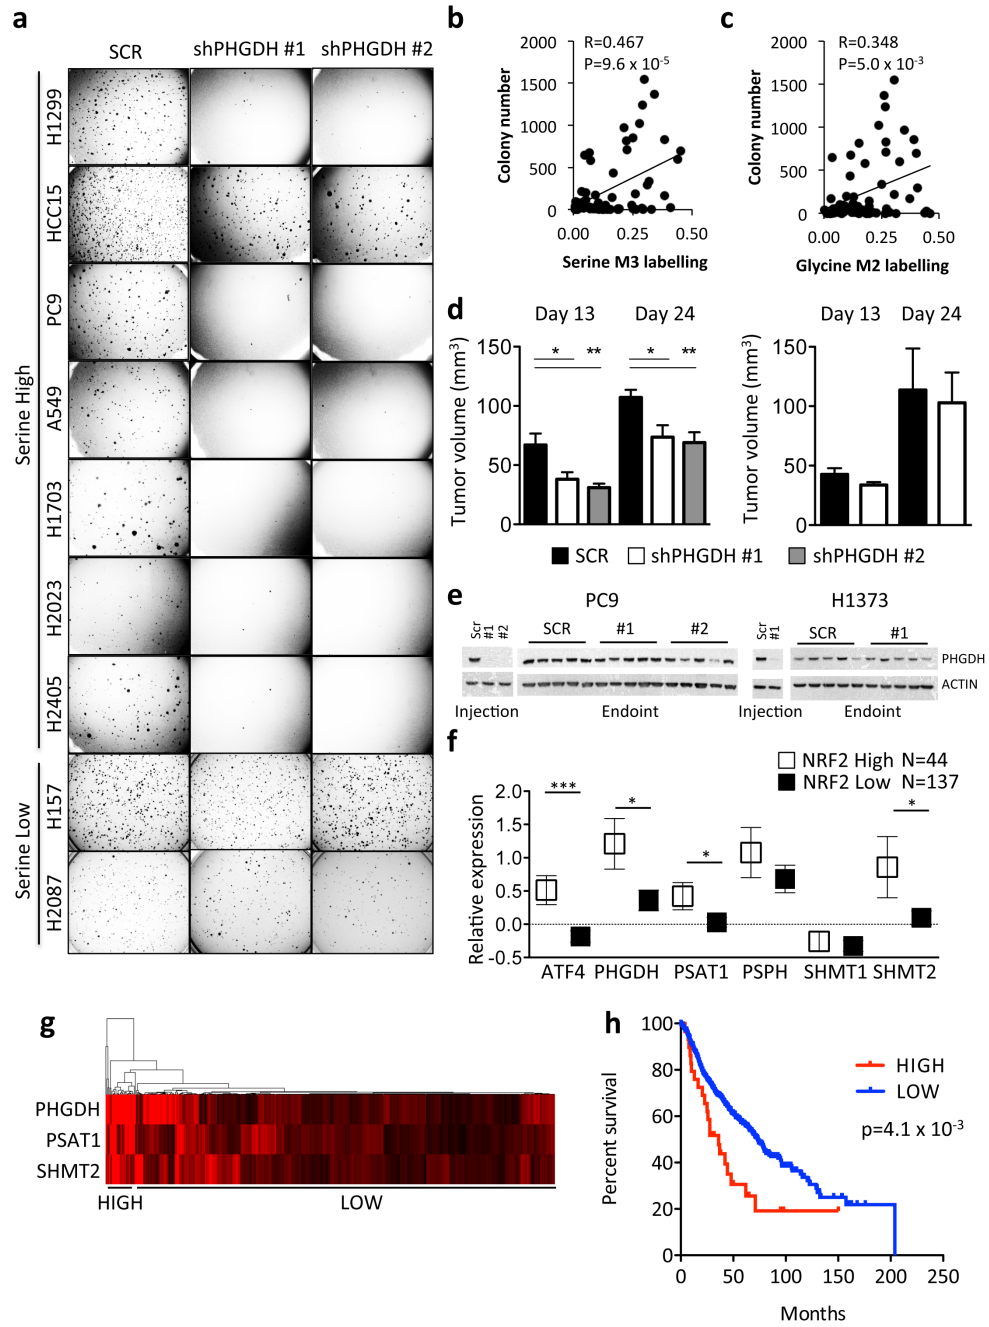 a
SCR shPHGDH #1 shPHGDH #2
Serine High
H1299
HCC15
PC9
A549
H1703
H2023
H2405
Serine Low
H157
H2087
b
R=0.467
P=9.6 x 10-5
Colony number
2000
1500
1000
500
0
0.00 0.25 0.50
Serine M3 labelling
c
R=0.348
P=5.0 x 10-3
Colony number
2000
1500
1000
500
0
0.00 0.25 0.50
Glycine M2 labelling
d
Day 13 Day 24
Tumor volume (mm3)
150
100
50
0
* ** * **
Day 13 Day 24
Tumor volume (mm3)
150
100
50
0
SCR shPHGDH #1 shPHGDH #2
e
PC9 H1373
Scr #1 #2 SCR #1 #2 Scr #1 SCR #1
PHGDH
ACTIN
Injection Endoint Injection Endoint
f
NRF2 High N=44
NRF2 Low N=137
Relative expression
2.0
1.5
1.0
0.5
0.0
-0.5
*** * * *
ATF4 PHGDH PSAT1 PSPH SHMT1 SHMT2
g
PHGDH
PSAT1
SHMT2
HIGH LOW
h
Percent survival
100
80
60
40
20
0
HIGH
LOW
p=4.1 x 10-3
0 50 100 150 200 250
Months